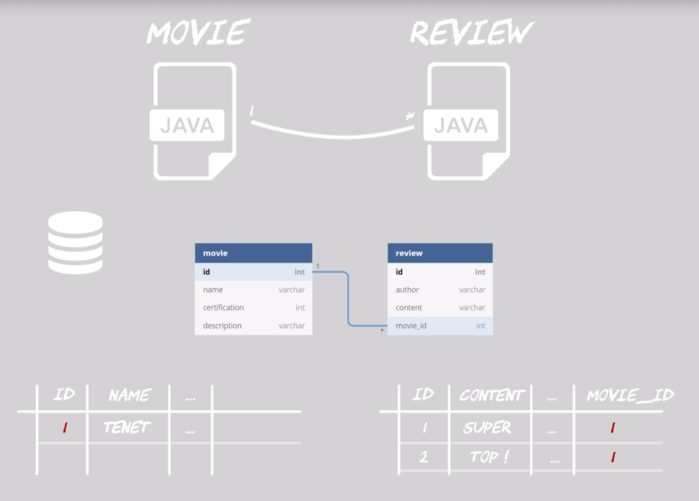 MOVIE REVIEW
JAVA JAVA
1 *
movie review
id int id int
1
name varchar author varchar
certification int content varchar
description varchar movie_id int
*
ID NAME ... ID CONTENT ... MOVIE_ID
1 TENET ... 1 SUPER ... 1
2 TOP ! ... 1